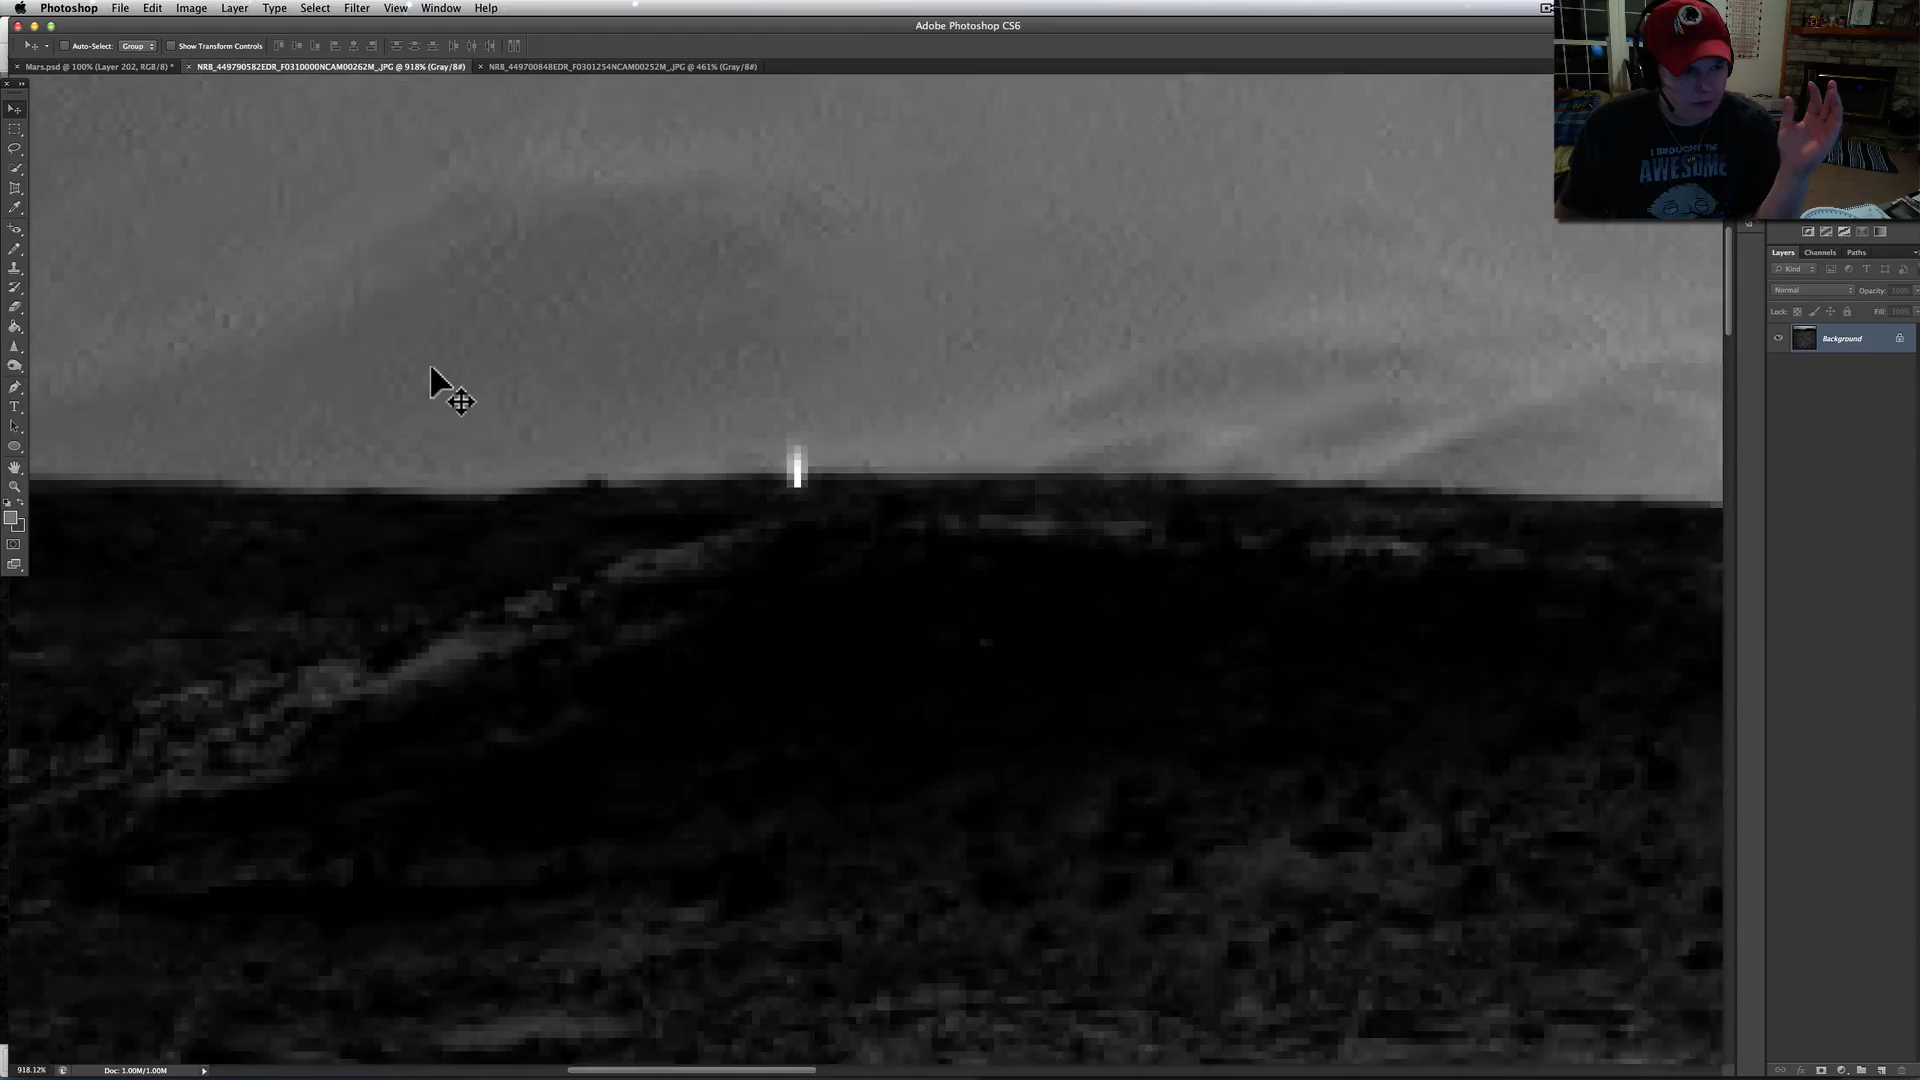 Photoshop File Edit Image Layer Type Select Filter View Window Help
Adobe Photoshop CS6
Auto-Select: Group Show Transform Controls
Mars.psd @ 100% (Layer 202, RGB/8) * NRB_449790582EDR_F0310000NCAM00262M_.JPG @ 918% (Gray/8#) NRB_449700848EDR_F0301254NCAM00252M_.JPG @ 461% (Gray/8#)
I BROUGHT THE
AWESOME
Layers Channels Paths
Kind
Normal Opacity: 100%
Lock: Fill: 100%
Background
918.12% Doc: 1.00M/1.00M